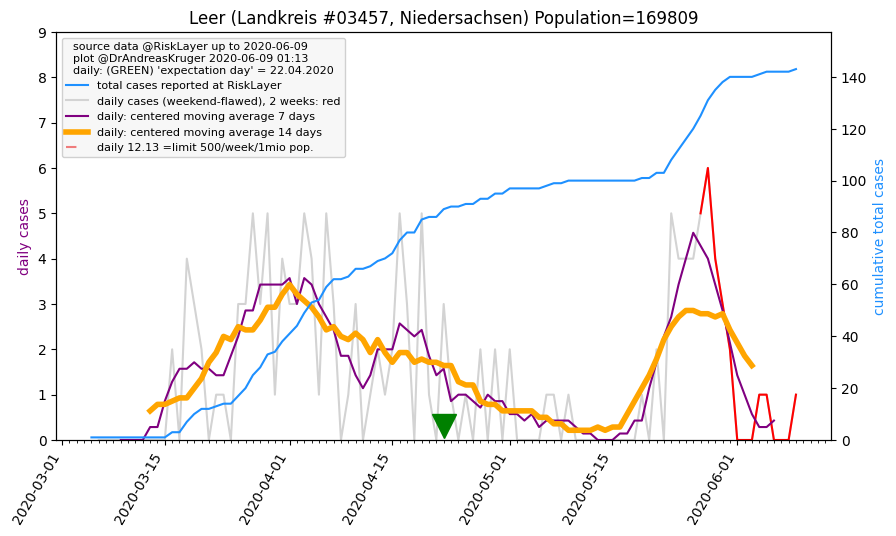 Leer (Landkreis #03457, Niedersachsen) Population=169809
source data @RiskLayer up to 2020-06-09
plot @DrAndreasKruger 2020-06-09 01:13
daily: (GREEN) 'expectation day' = 22.04.2020
total cases reported at RiskLayer
daily cases (weekend-flawed), 2 weeks: red
daily: centered moving average 7 days
daily: centered moving average 14 days
daily 12.13 =limit 500/week/1mio pop.
daily cases
9
8
7
6
5
4
3
2
1
0
cumulative total cases
140
120
100
80
60
40
20
0
2020-03-01
2020-03-15
2020-04-01
2020-04-15
2020-05-01
2020-05-15
2020-06-01